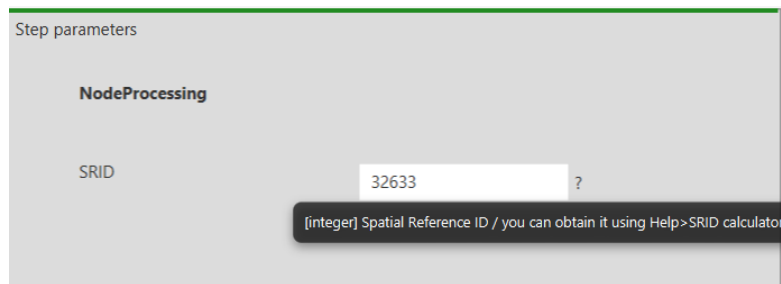 Step parameters
NodeProcessing
SRID
32633
?
[integer] Spatial Reference ID / you can obtain it using Help>SRID calculator